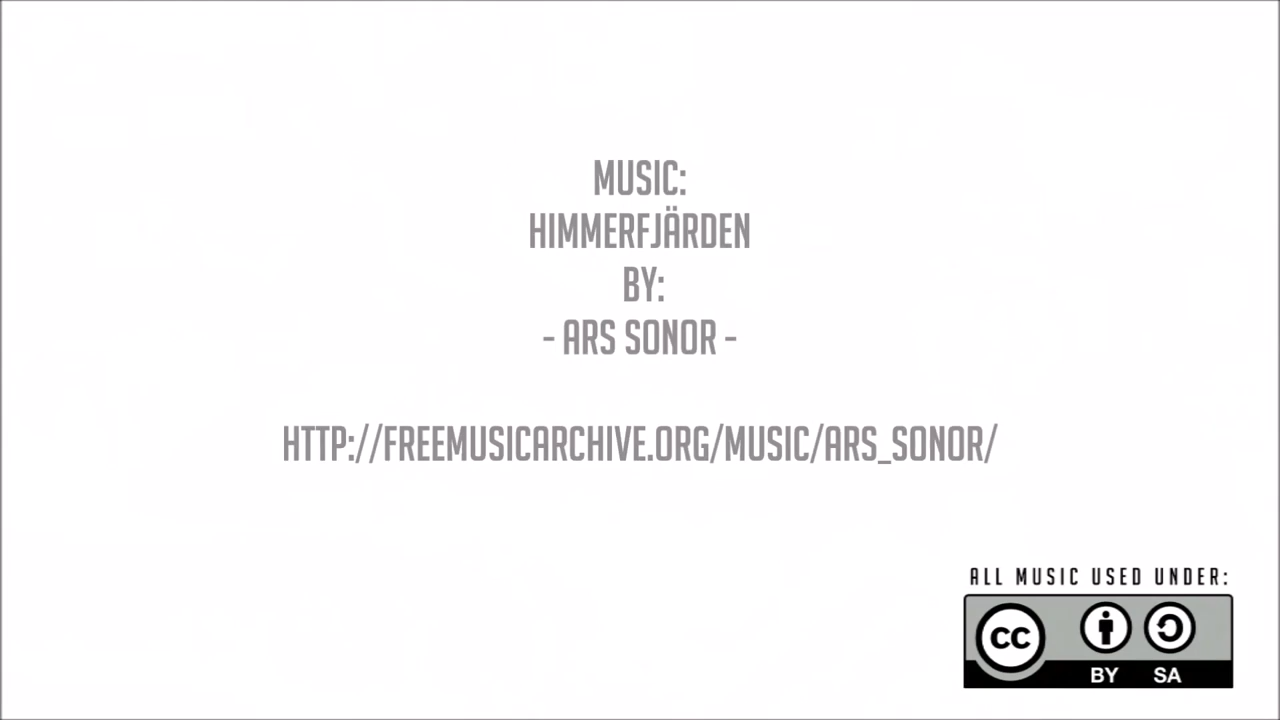 MUSIC:
HIMMERFJÄRDEN
BY:
- ARS SONOR -
HTTP://FREEMUSICARCHIVE.ORG/MUSIC/ARS_SONOR/
ALL MUSIC USED UNDER:
CC
BY SA